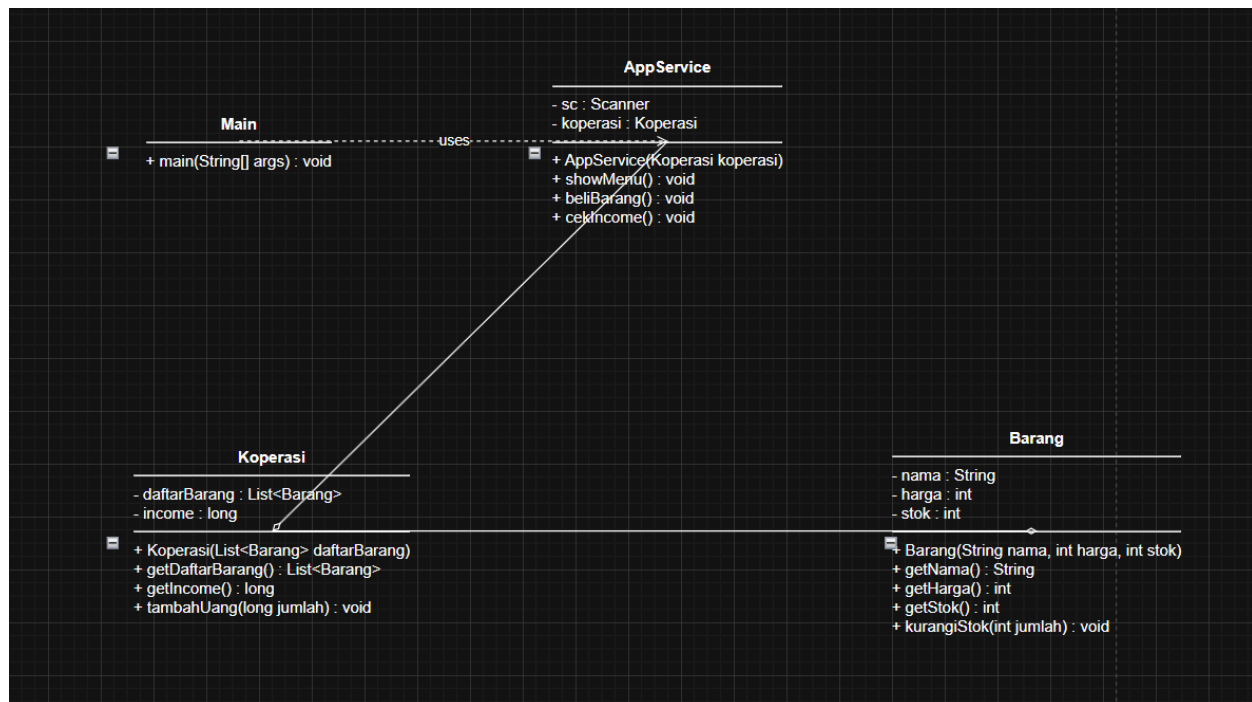 Main
+ main(String[] args) : void
uses
AppService
- sc : Scanner
- koperasi : Koperasi
+ AppService(Koperasi koperasi)
+ showMenu() : void
+ beliBarang() : void
+ cekIncome() : void
Koperasi
- daftarBarang : List<Barang>
- income : long
+ Koperasi(List<Barang> daftarBarang)
+ getDaftarBarang() : List<Barang>
+ getIncome() : long
+ tambahUang(long jumlah) : void
Barang
- nama : String
- harga : int
- stok : int
+ Barang(String nama, int harga, int stok)
+ getNama() : String
+ getHarga() : int
+ getStok() : int
+ kurangiStok(int jumlah) : void